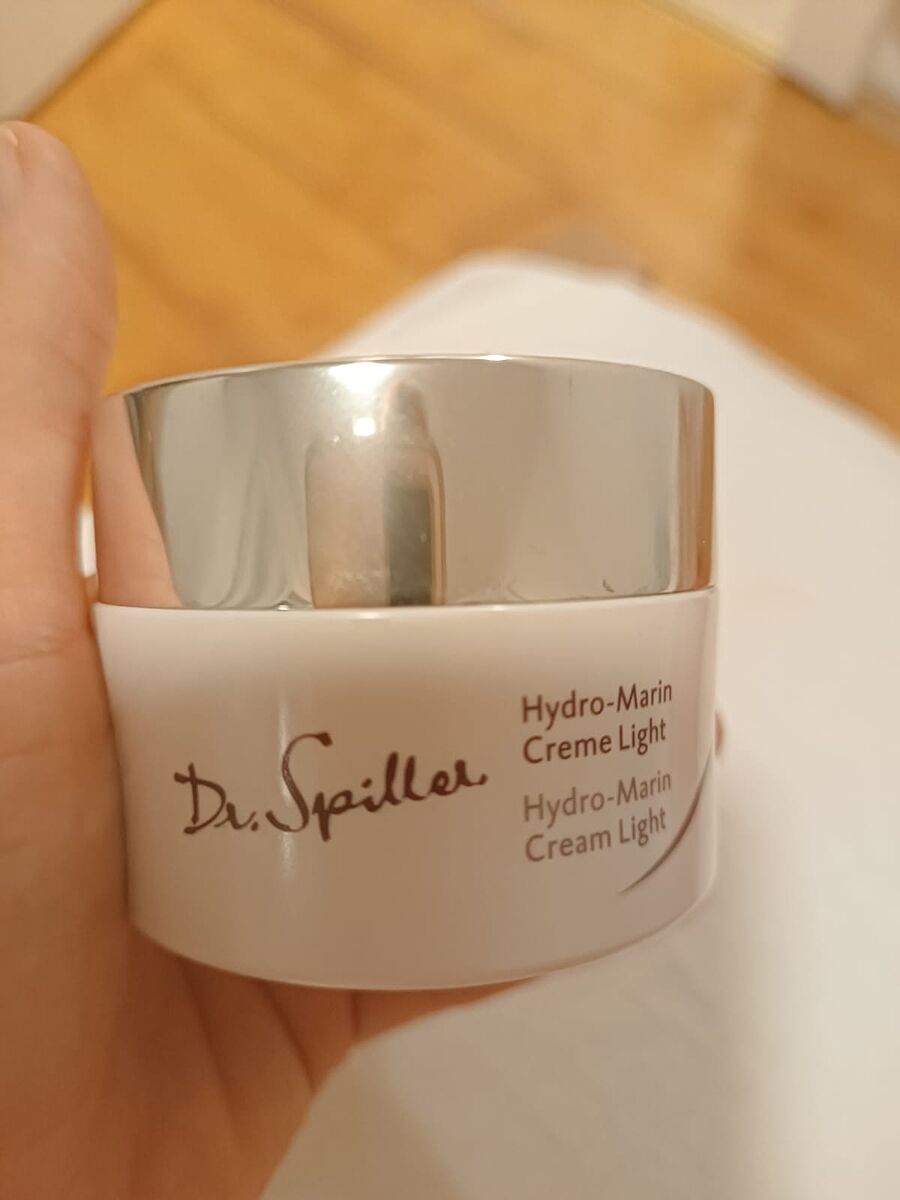 Dr. Spiller
Hydro-Marin
Creme Light
Hydro-Marin
Cream Light